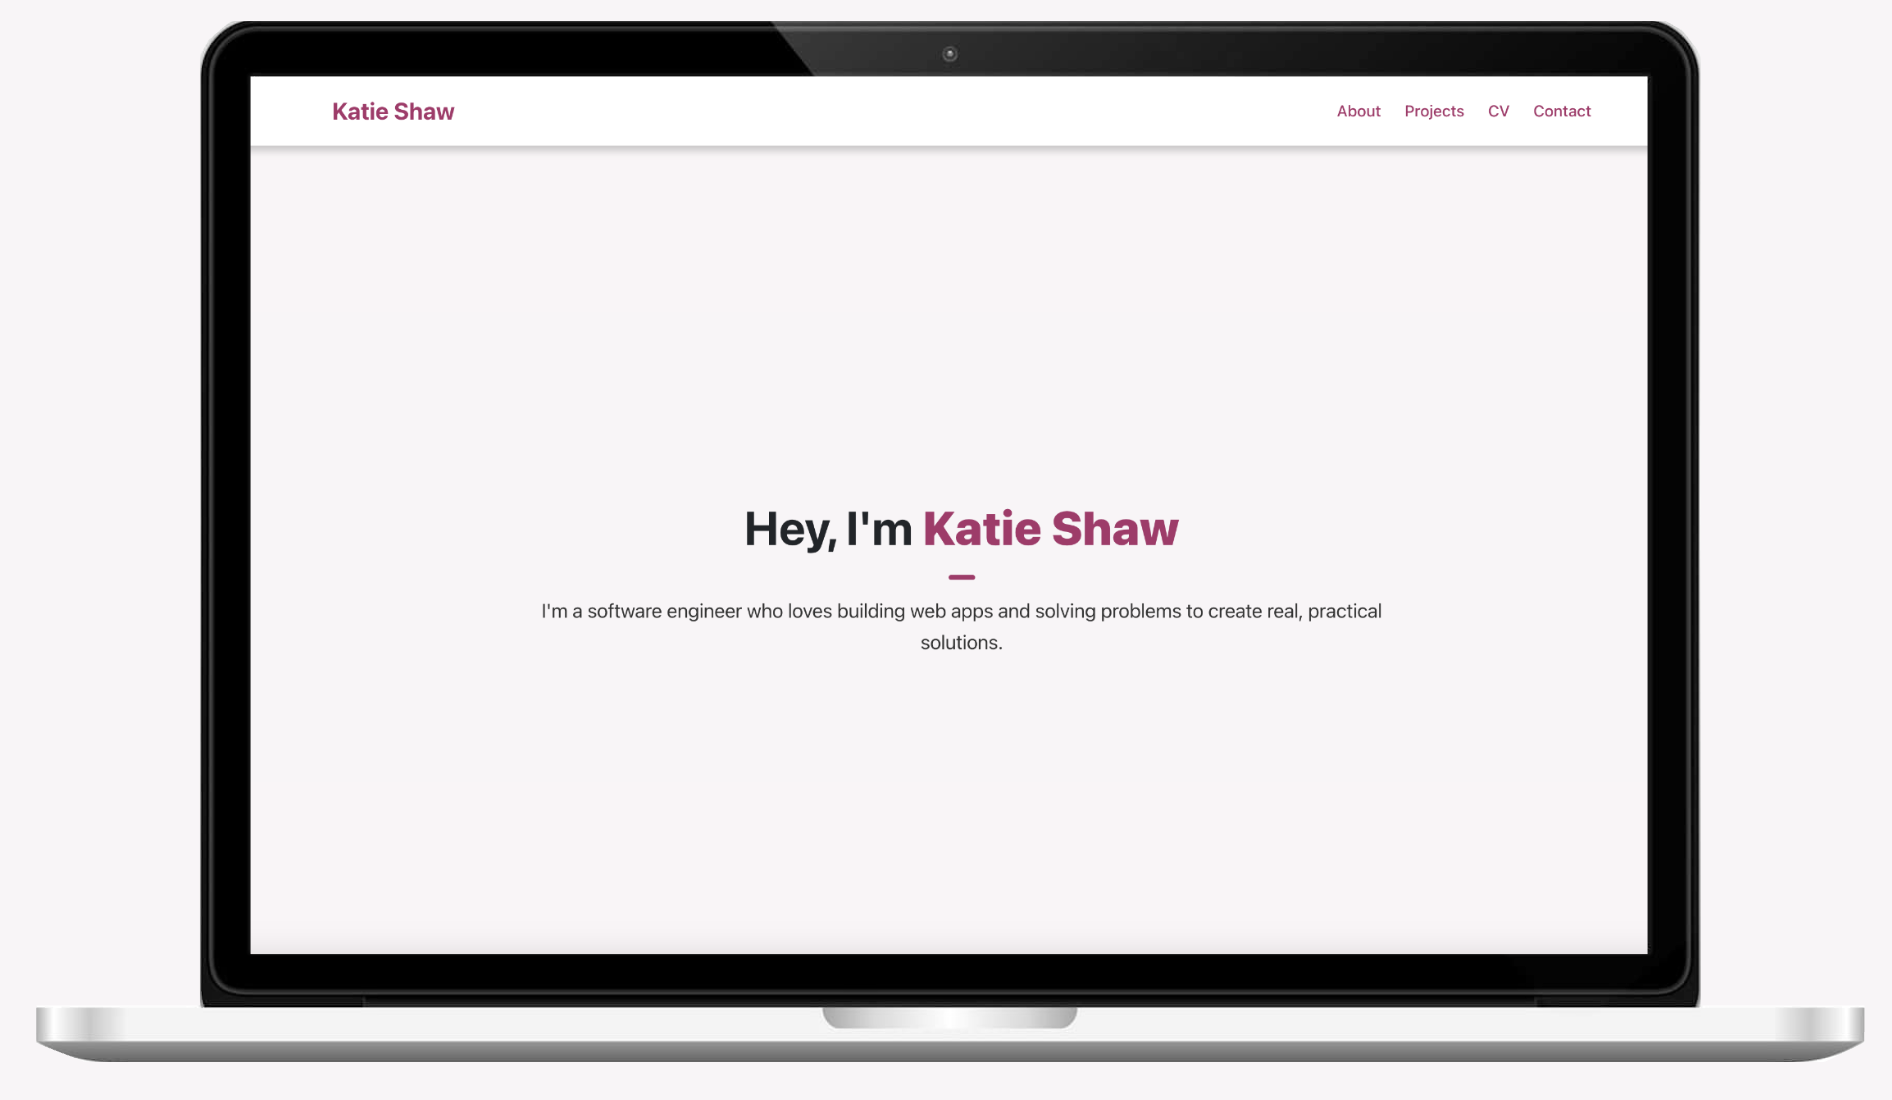 Katie Shaw
About Projects CV Contact
Hey, I'm Katie Shaw
I'm a software engineer who loves building web apps and solving problems to create real, practical
solutions.